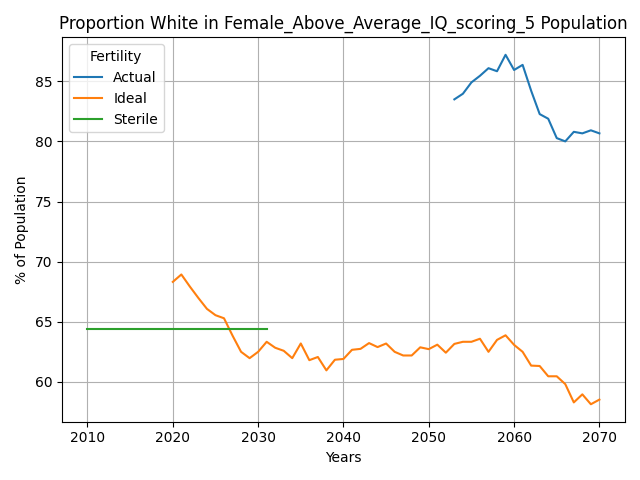 Proportion White in Female_Above_Average_IQ_scoring_5 Population
Fertility
Actual
Ideal
Sterile
% of Population
85
80
75
70
65
60
2010
2020
2030
2040
2050
2060
2070
Years